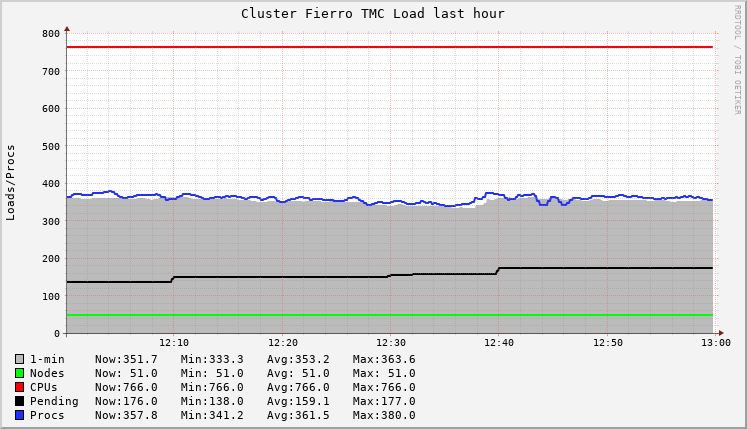 Cluster Fierro TMC Load last hour
RRDTOOL / TOBI OETIKER
Loads/Procs
800
700
600
500
400
300
200
100
0
12:10 12:20 12:30 12:40 12:50 13:00
1-min Now:351.7 Min:333.3 Avg:353.2 Max:363.6
Nodes Now: 51.0 Min: 51.0 Avg: 51.0 Max: 51.0
CPUs Now:766.0 Min:766.0 Avg:766.0 Max:766.0
Pending Now:176.0 Min:138.0 Avg:159.1 Max:177.0
Procs Now:357.8 Min:341.2 Avg:361.5 Max:380.0